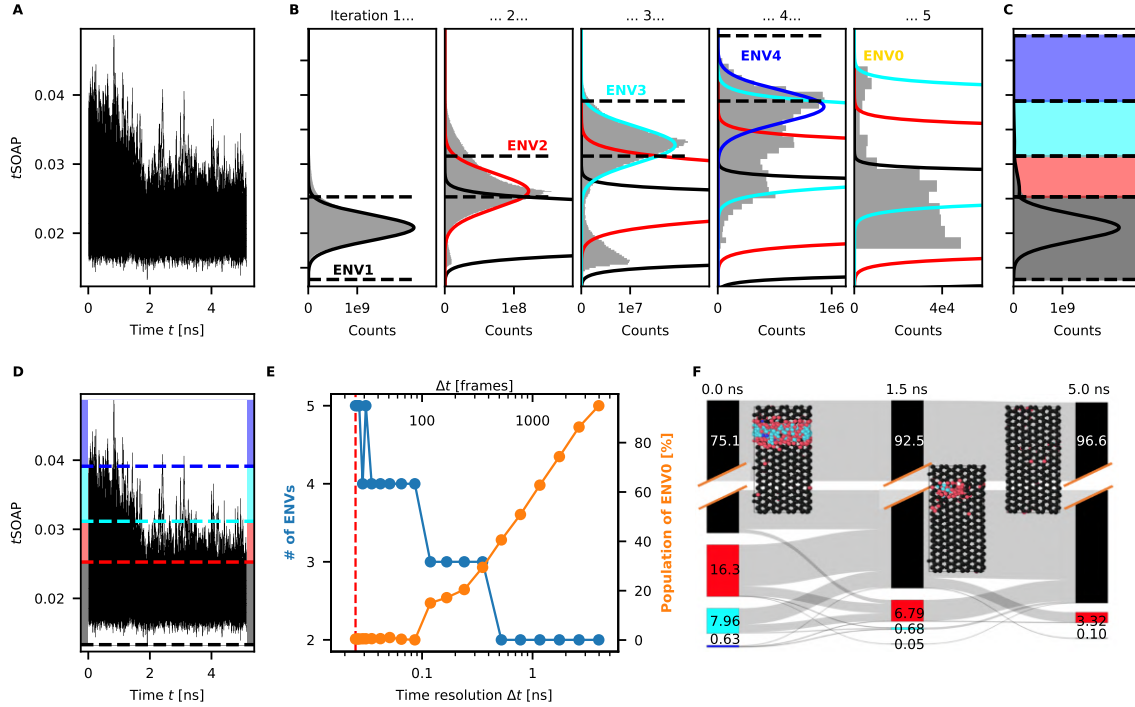 A
tSOAP
0.04
0.03
0.02
0
2
4
Time t [ns]
B
Iteration 1...
... 2...
... 3...
... 4...
... 5
ENV1
ENV2
ENV3
ENV4
ENV0
1e9
0
1e8
0
1e7
0
1e6
0
4e4
Counts
Counts
Counts
Counts
Counts
C
0
1e9
Counts
D
tSOAP
0.04
0.03
0.02
0
2
4
Time t [ns]
E
Δt [frames]
100
1000
# of ENVs
5
4
3
2
Population of ENV0 [%]
80
60
40
20
0
0.1
1
Time resolution Δt [ns]
F
0.0 ns
1.5 ns
5.0 ns
75.1
92.5
96.6
16.3
7.96
0.63
6.79
0.68
0.05
3.32
0.10